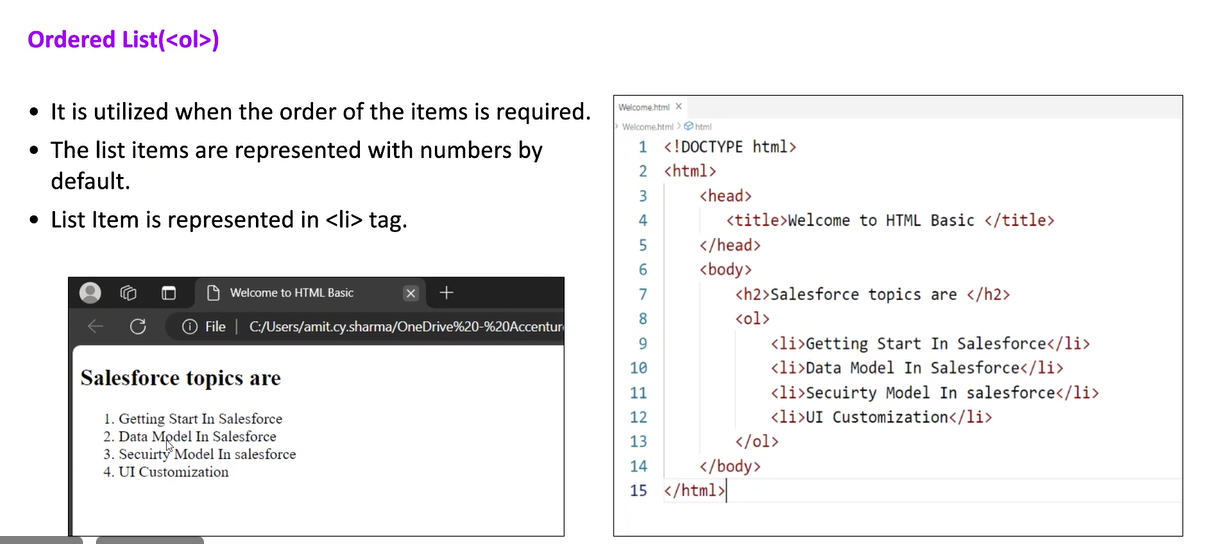 Ordered List(<ol>)
• It is utilized when the order of the items is required.
• The list items are represented with numbers by
default.
• List Item is represented in <li> tag.
Welcome to HTML Basic
File | C:/Users/amit.cy.sharma/OneDrive%20-%20Accentur
Salesforce topics are
1. Getting Start In Salesforce
2. Data Model In Salesforce
3. Secuirty Model In salesforce
4. UI Customization
Welcome.html ×
Welcome.html > html
1 <!DOCTYPE html>
2 <html>
3 <head>
4 <title>Welcome to HTML Basic </title>
5 </head>
6 <body>
7 <h2>Salesforce topics are </h2>
8 <ol>
9 <li>Getting Start In Salesforce</li>
10 <li>Data Model In Salesforce</li>
11 <li>Secuirty Model In salesforce</li>
12 <li>UI Customization</li>
13 </ol>
14 </body>
15 </html>